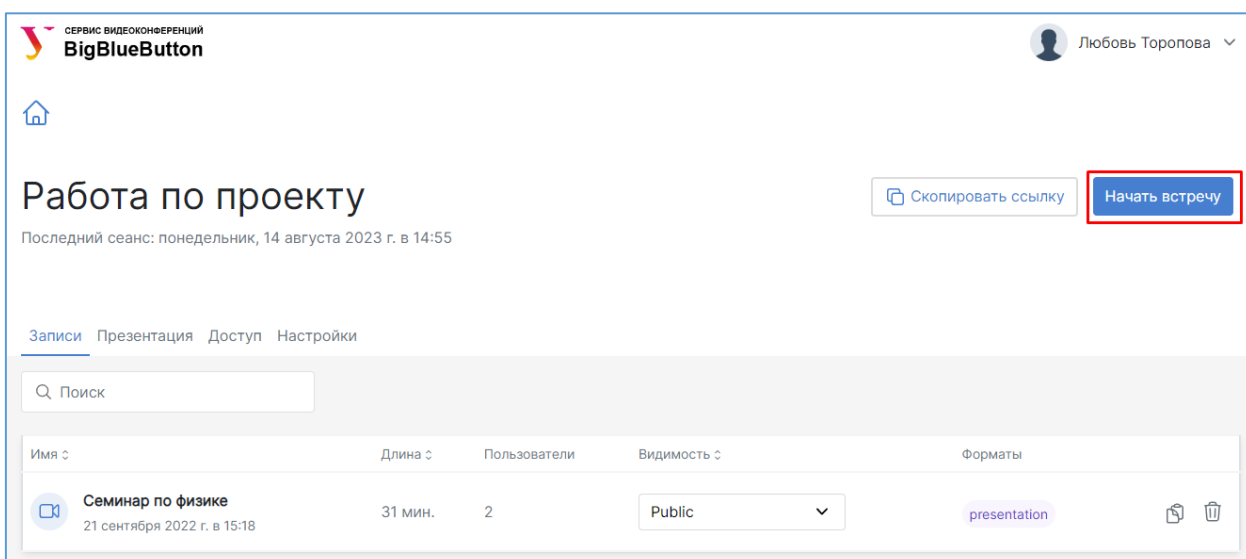 СЕРВИС ВИДЕОКОНФЕРЕНЦИЙ
BigBlueButton
Любовь Торопова
Работа по проекту
Скопировать ссылку
Начать встречу
Последний сеанс: понедельник, 14 августа 2023 г. в 14:55
Записи Презентация Доступ Настройки
Поиск
Имя Длина Пользователи Видимость Форматы
Семинар по физике
21 сентября 2022 г. в 15:18
31 мин. 2 Public presentation